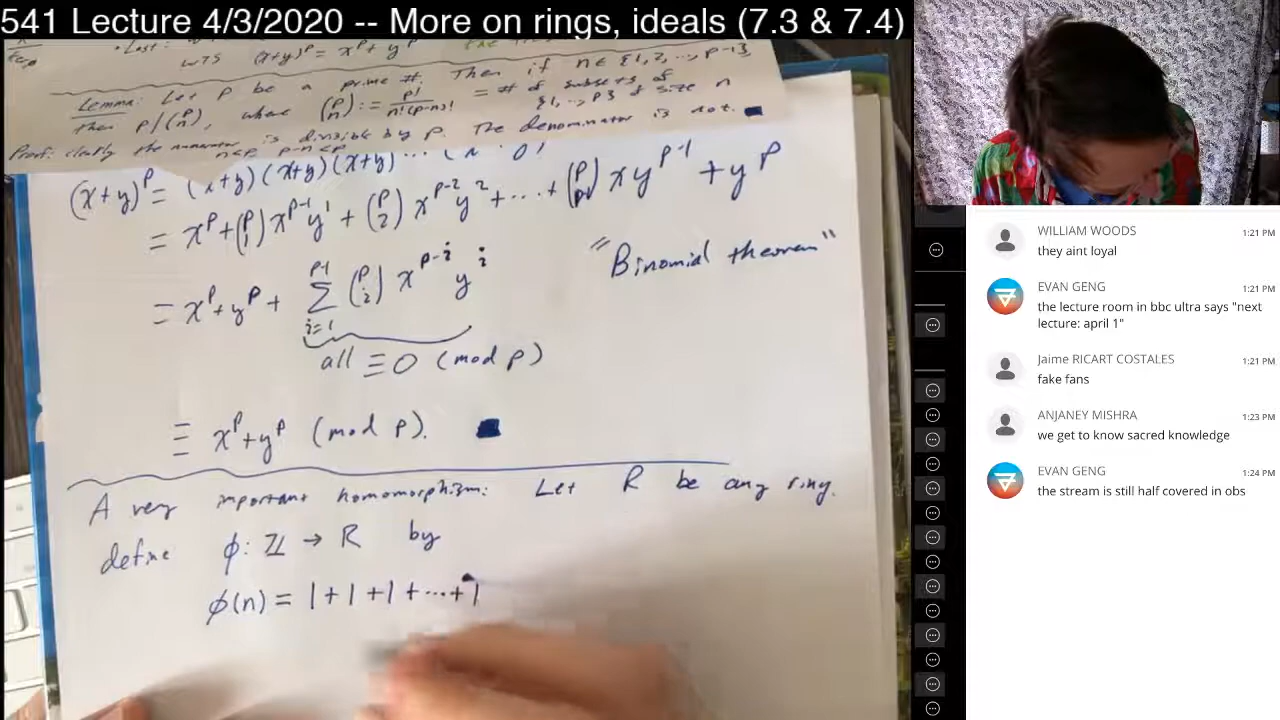 541 Lecture 4/3/2020 -- More on rings, ideals (7.3 & 7.4)
WTS (x+y)^p = x^p + y^p
Lemma: Let p be a prime #. Then if n ∈ {1, 2, ..., p-1}
then p | (p n), where (p n) := p!/n!(p-n)! = # of subsets of {1, .., p} of size n
Proof: clearly the numerator is divisible by p. The denominator is not. ■
n<p p-n<p
(x+y)^p = (x+y)(x+y)(x+y) ...
= x^p + (p 1) x^{p-1} y^1 + (p 2) x^{p-2} y^2 + ... + x y^{p-1} + y^p
"Binomial theorem"
= x^p + y^p + Σ_{i=1}^{p-1} (p i) x^{p-i} y^i
all ≡ 0 (mod p)
≡ x^p + y^p (mod p). ■
A very important homomorphism: Let R be any ring.
define φ: ℤ → R by
φ(n) = 1 + 1 + 1 + ... + 1
WILLIAM WOODS 1:21 PM
they aint loyal
EVAN GENG 1:21 PM
the lecture room in bbc ultra says "next
lecture: april 1"
Jaime RICART COSTALES 1:21 PM
fake fans
ANJANEY MISHRA 1:23 PM
we get to know sacred knowledge
EVAN GENG 1:24 PM
the stream is still half covered in obs